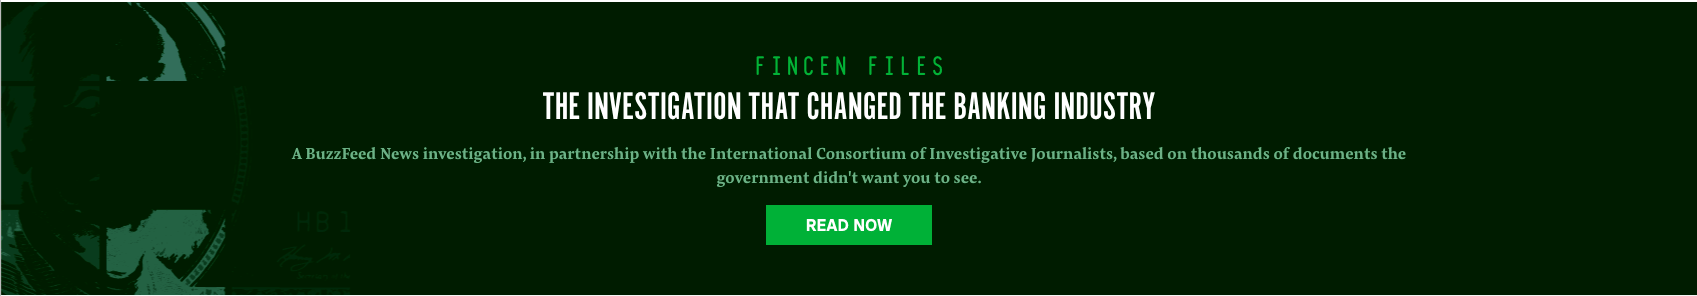 FINCEN FILES
THE INVESTIGATION THAT CHANGED THE BANKING INDUSTRY
A BuzzFeed News investigation, in partnership with the International Consortium of Investigative Journalists, based on thousands of documents the
government didn't want you to see.
READ NOW
HB1